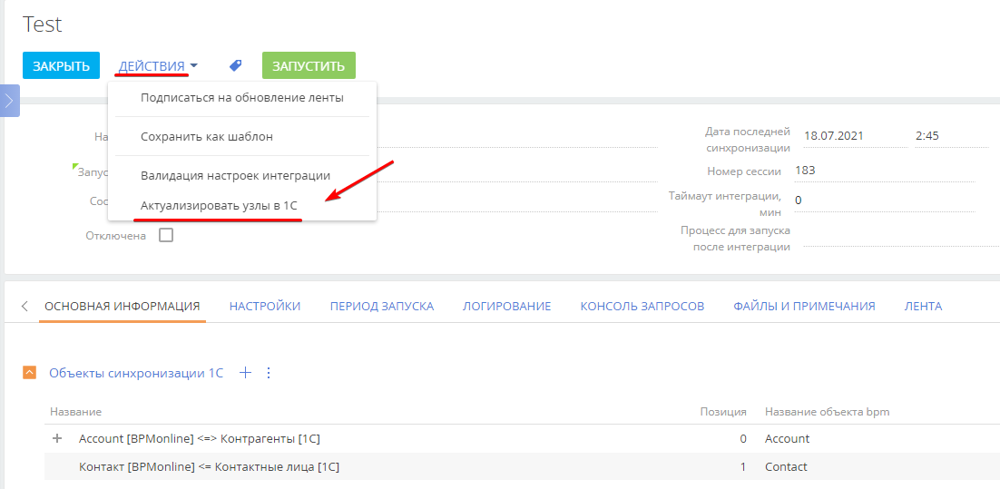 Test
ЗАКРЫТЬ
ДЕЙСТВИЯ
ЗАПУСТИТЬ
Подписаться на обновление ленты
Сохранить как шаблон
Валидация настроек интеграции
Актуализировать узлы в 1С
На
Запус
Сос
Отключена
Дата последней
синхронизации
18.07.2021
2:45
Номер сессии
183
Таймаут интеграции,
мин
0
Процесс для запуска
после интеграции
ОСНОВНАЯ ИНФОРМАЦИЯ
НАСТРОЙКИ
ПЕРИОД ЗАПУСКА
ЛОГИРОВАНИЕ
КОНСОЛЬ ЗАПРОСОВ
ФАЙЛЫ И ПРИМЕЧАНИЯ
ЛЕНТА
Объекты синхронизации 1С
Название
Позиция
Название объекта bpm
Account [BPMonline] <=> Контрагенты [1С]
0
Account
Контакт [BPMonline] <= Контактные лица [1С]
1
Contact